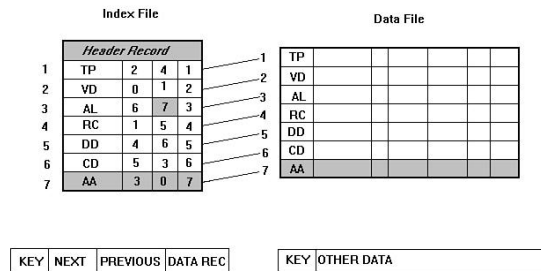 Index File
Data File
Header Record
1 TP 2 4 1
2 VD 0 1 2
3 AL 6 7 3
4 RC 1 5 4
5 DD 4 6 5
6 CD 5 3 6
7 AA 3 0 7
1 TP
2 VD
3 AL
4 RC
5 DD
6 CD
7 AA
KEY NEXT PREVIOUS DATA REC
KEY OTHER DATA